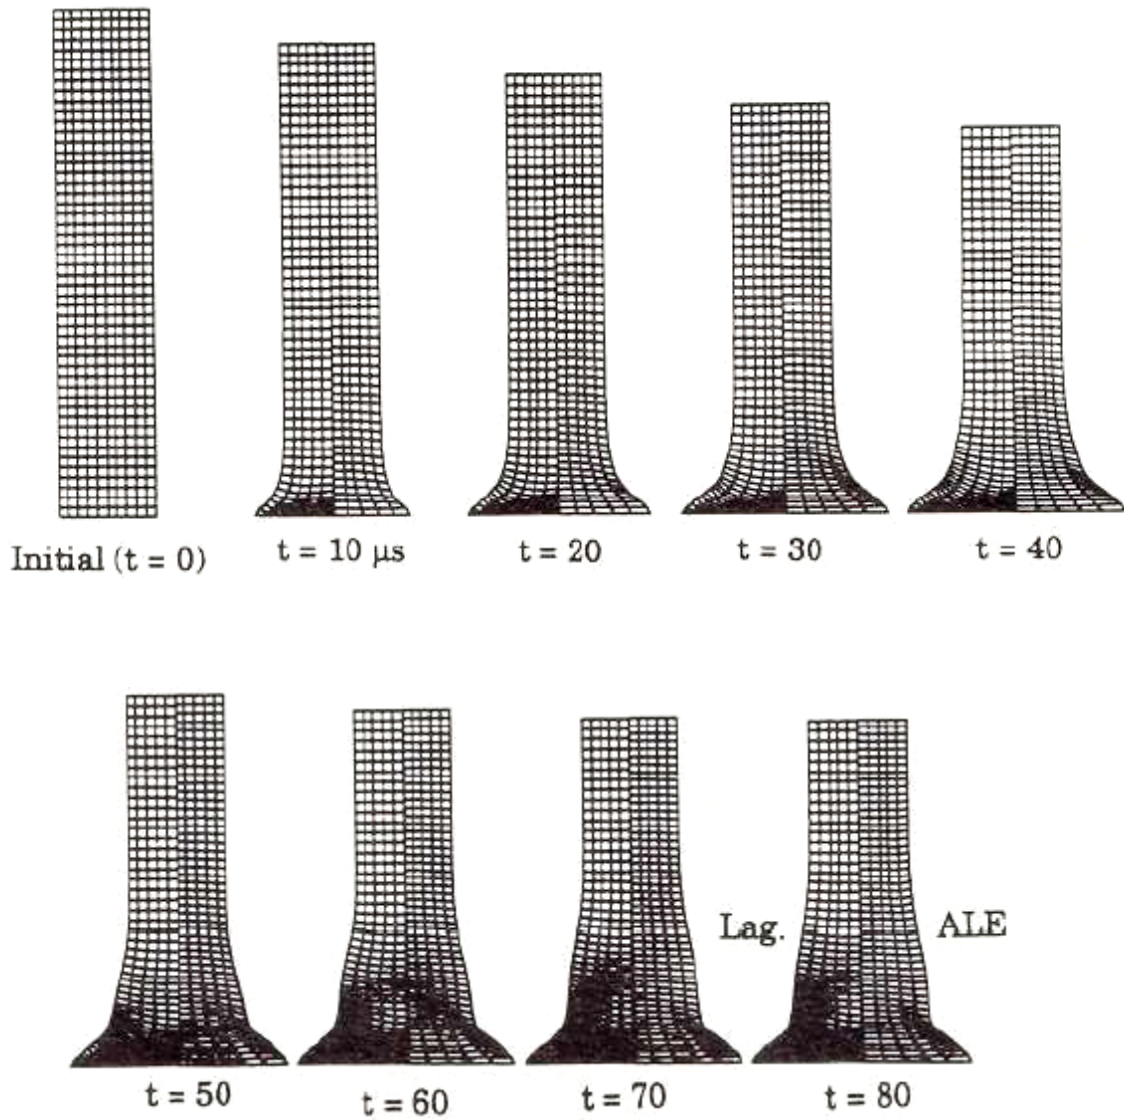 Initial (t = 0)
t = 10 μs
t = 20
t = 30
t = 40
Lag.
ALE
t = 50
t = 60
t = 70
t = 80